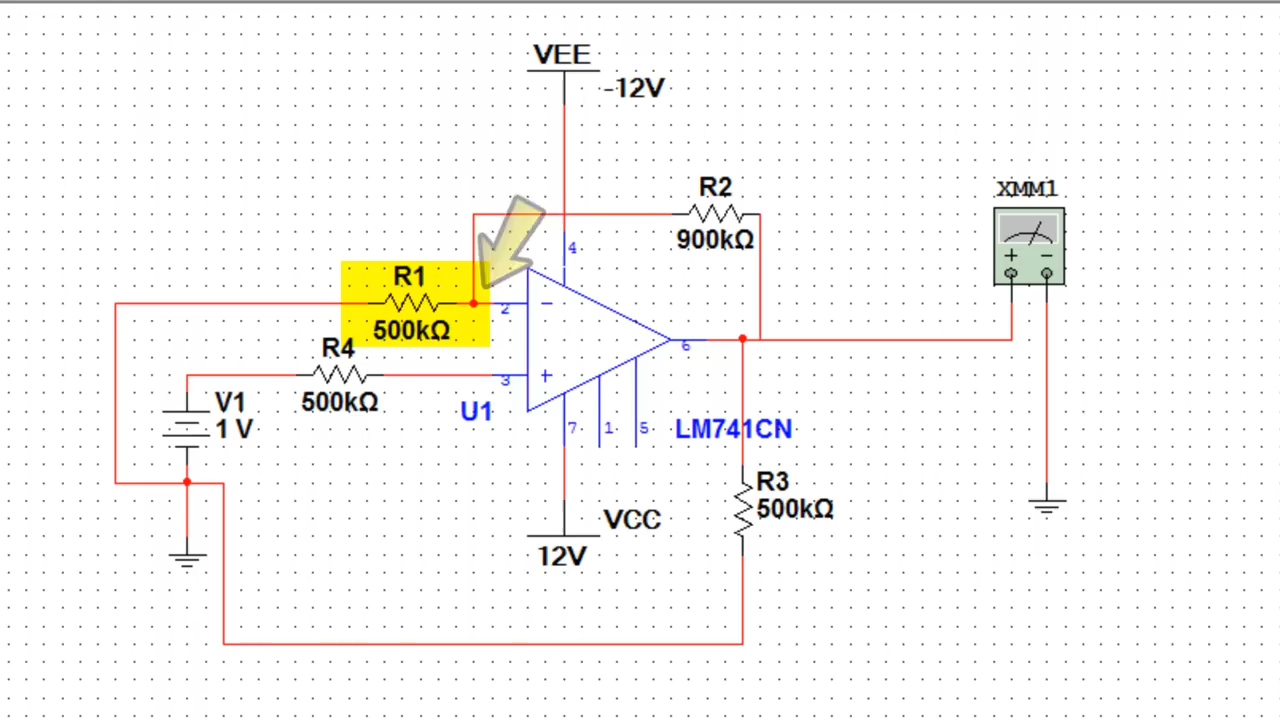 VEE
-12V
R2
900kΩ
XMM1
+ −
4
R1
500kΩ
2
−
6
R4
500kΩ
3
+
V1
1 V
U1
7
1
5
LM741CN
R3
500kΩ
VCC
12V